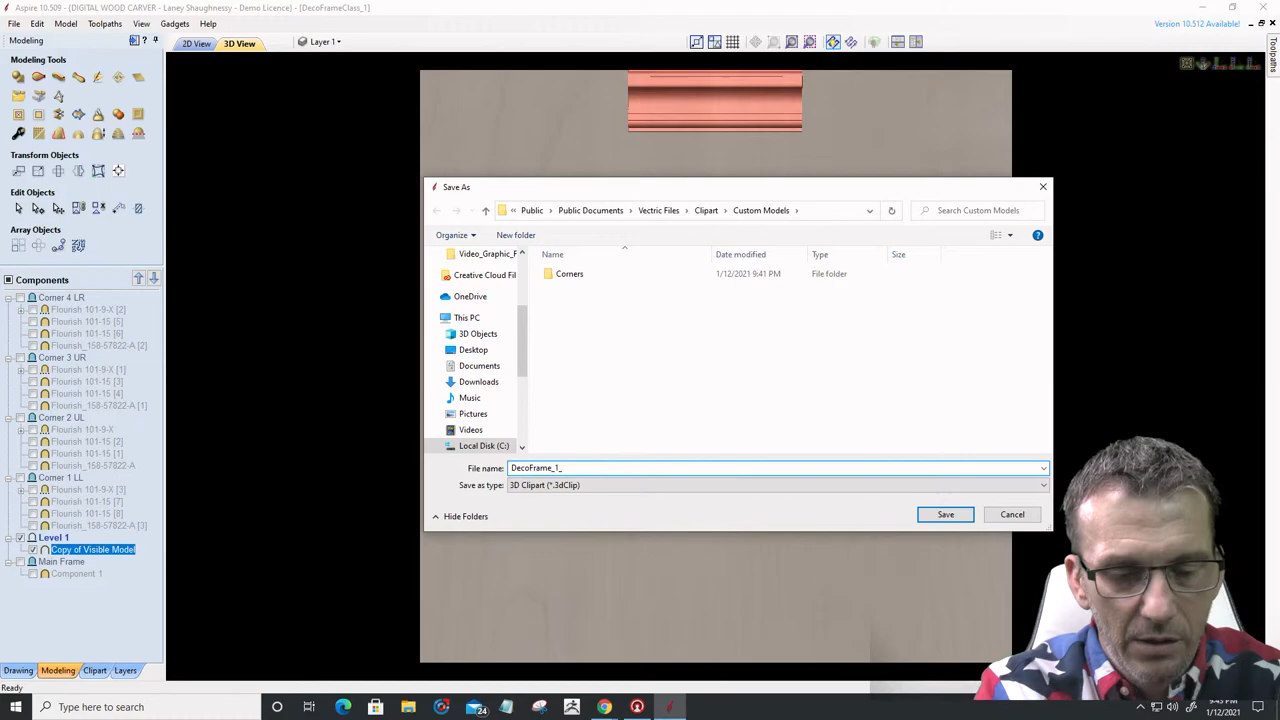 Aspire 10.509 - (DIGITAL WOOD CARVER - Laney Shaughnessy - Demo Licence) - [DecoFrameClass_1]
File Edit Model Toolpaths View Gadgets Help
Version 10.512 Available!
Modeling
2D View 3D View Layer 1
Toolpaths
Modeling Tools
Transform Objects
Edit Objects
Array Objects
Components
Corner 4 LR
Flourish 101-9-X [2]
Flourish 101-15 [5]
Flourish 101-15 [6]
Flourish_158-57822-A [2]
Corner 3 UR
Flourish 101-9-X [1]
Flourish 101-15 [3]
Flourish 101-15 [4]
Flourish_158-57822-A [1]
Corner 2 UL
Flourish 101-9-X
Flourish 101-15 [1]
Flourish 101-15 [2]
Flourish_158-57822-A
Corner 1 LL
Flourish 101-9-X [3]
Flourish 101-15 [7]
Flourish 101-15 [8]
Flourish_158-57822-A [3]
Level 1
Copy of Visible Model
Main Frame
Component 1
Drawing Modeling Clipart Layers
Ready
Save As
« Public › Public Documents › Vectric Files › Clipart › Custom Models ›
Search Custom Models
Organize New folder
Video_Graphic_F
Creative Cloud Fil
OneDrive
This PC
3D Objects
Desktop
Documents
Downloads
Music
Pictures
Videos
Local Disk (C:)
Name Date modified Type Size
Corners 1/12/2021 9:41 PM File folder
File name: DecoFrame_1_
Save as type: 3D Clipart (*.3dClip)
Hide Folders Save Cancel
Type here to search
24
9:43 PM
1/12/2021